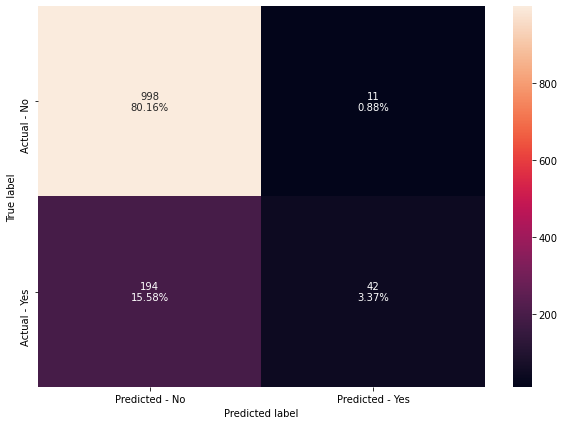 998
80.16%
11
0.88%
194
15.58%
42
3.37%
Actual - No
Actual - Yes
True label
Predicted - No
Predicted - Yes
Predicted label
800
600
400
200